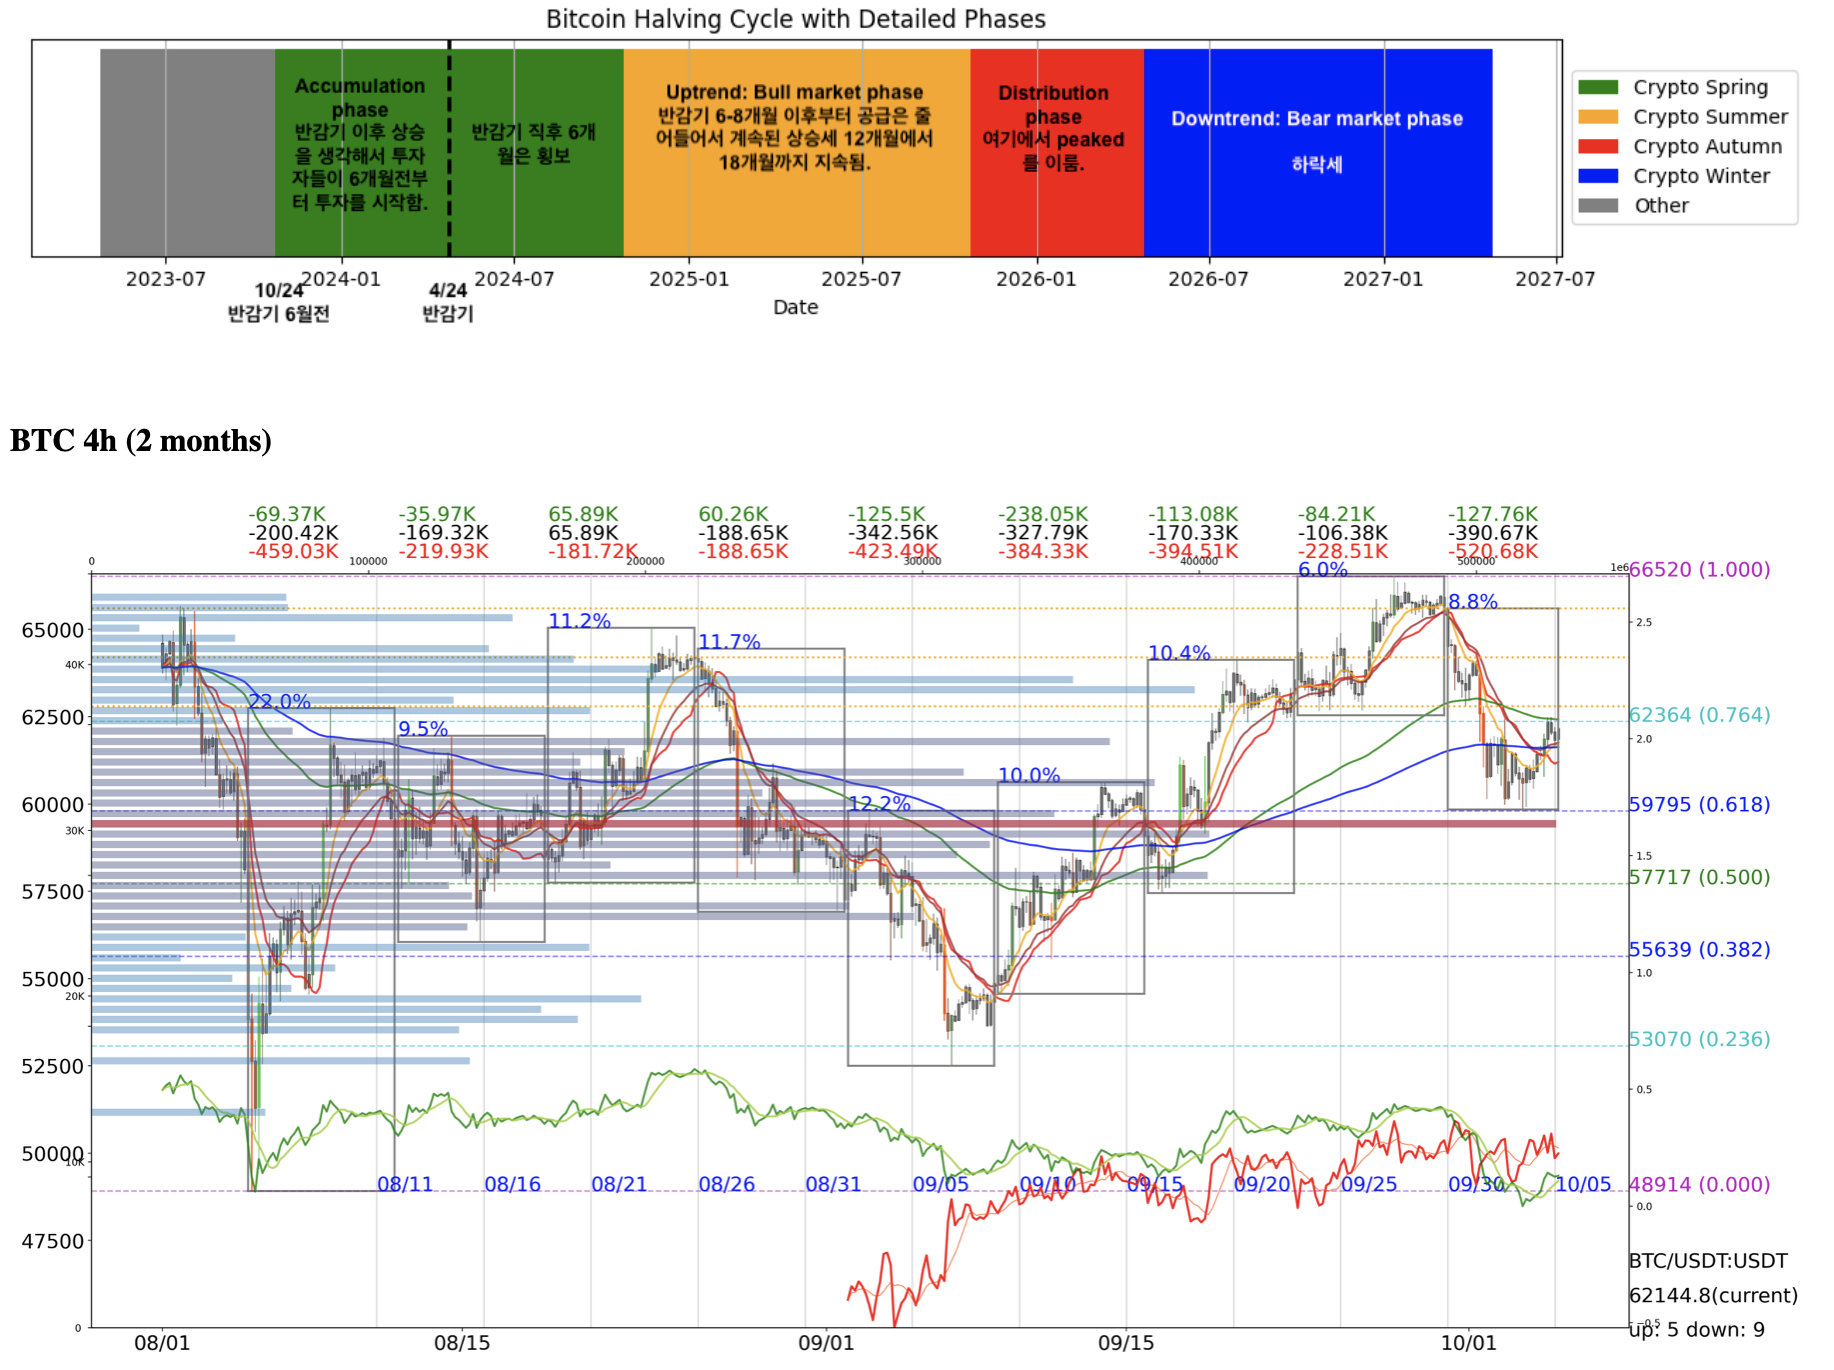 Bitcoin Halving Cycle with Detailed Phases
Accumulation
phase
반감기 이후 상승
을 생각해서 투자
자들이 6개월전부
터 투자를 시작함.
반감기 직후 6개
월은 횡보
Uptrend: Bull market phase
반감기 6-8개월 이후부터 공급은 줄
어들어서 계속된 상승세 12개월에서
18개월까지 지속됨.
Distribution
phase
여기에서 peaked
를 이룸.
Downtrend: Bear market phase
하락세
Crypto Spring
Crypto Summer
Crypto Autumn
Crypto Winter
Other
2023-07 2024-01 2024-07 2025-01 2025-07 2026-01 2026-07 2027-01 2027-07
10/24
반감기 6월전
4/24
반감기
Date
BTC 4h (2 months)
-69.37K -35.97K 65.89K 60.26K -125.5K -238.05K -113.08K -84.21K -127.76K
-200.42K -169.32K 65.89K -188.65K -342.56K -327.79K -170.33K -106.38K -390.67K
-459.03K -219.93K -181.72K -188.65K -423.49K -384.33K -394.51K -228.51K -520.68K
0 100000 200000 300000 400000 500000 1e6
66520 (1.000)
6.0%
8.8%
11.2%
65000
2.5
11.7%
10.4%
40K
22.0%
62500
62364 (0.764)
9.5%
2.0
10.0%
60000
12.2%
59795 (0.618)
30K
1.5
57500
57717 (0.500)
55639 (0.382)
55000
1.0
20K
53070 (0.236)
52500
0.5
50000
10K
08/11 08/16 08/21 08/26 08/31 09/05 09/10 09/15 09/20 09/25 09/30 10/05
48914 (0.000)
0.0
47500
BTC/USDT:USDT
62144.8(current)
-0.5
up: 5 down: 9
0
08/01 08/15 09/01 09/15 10/01